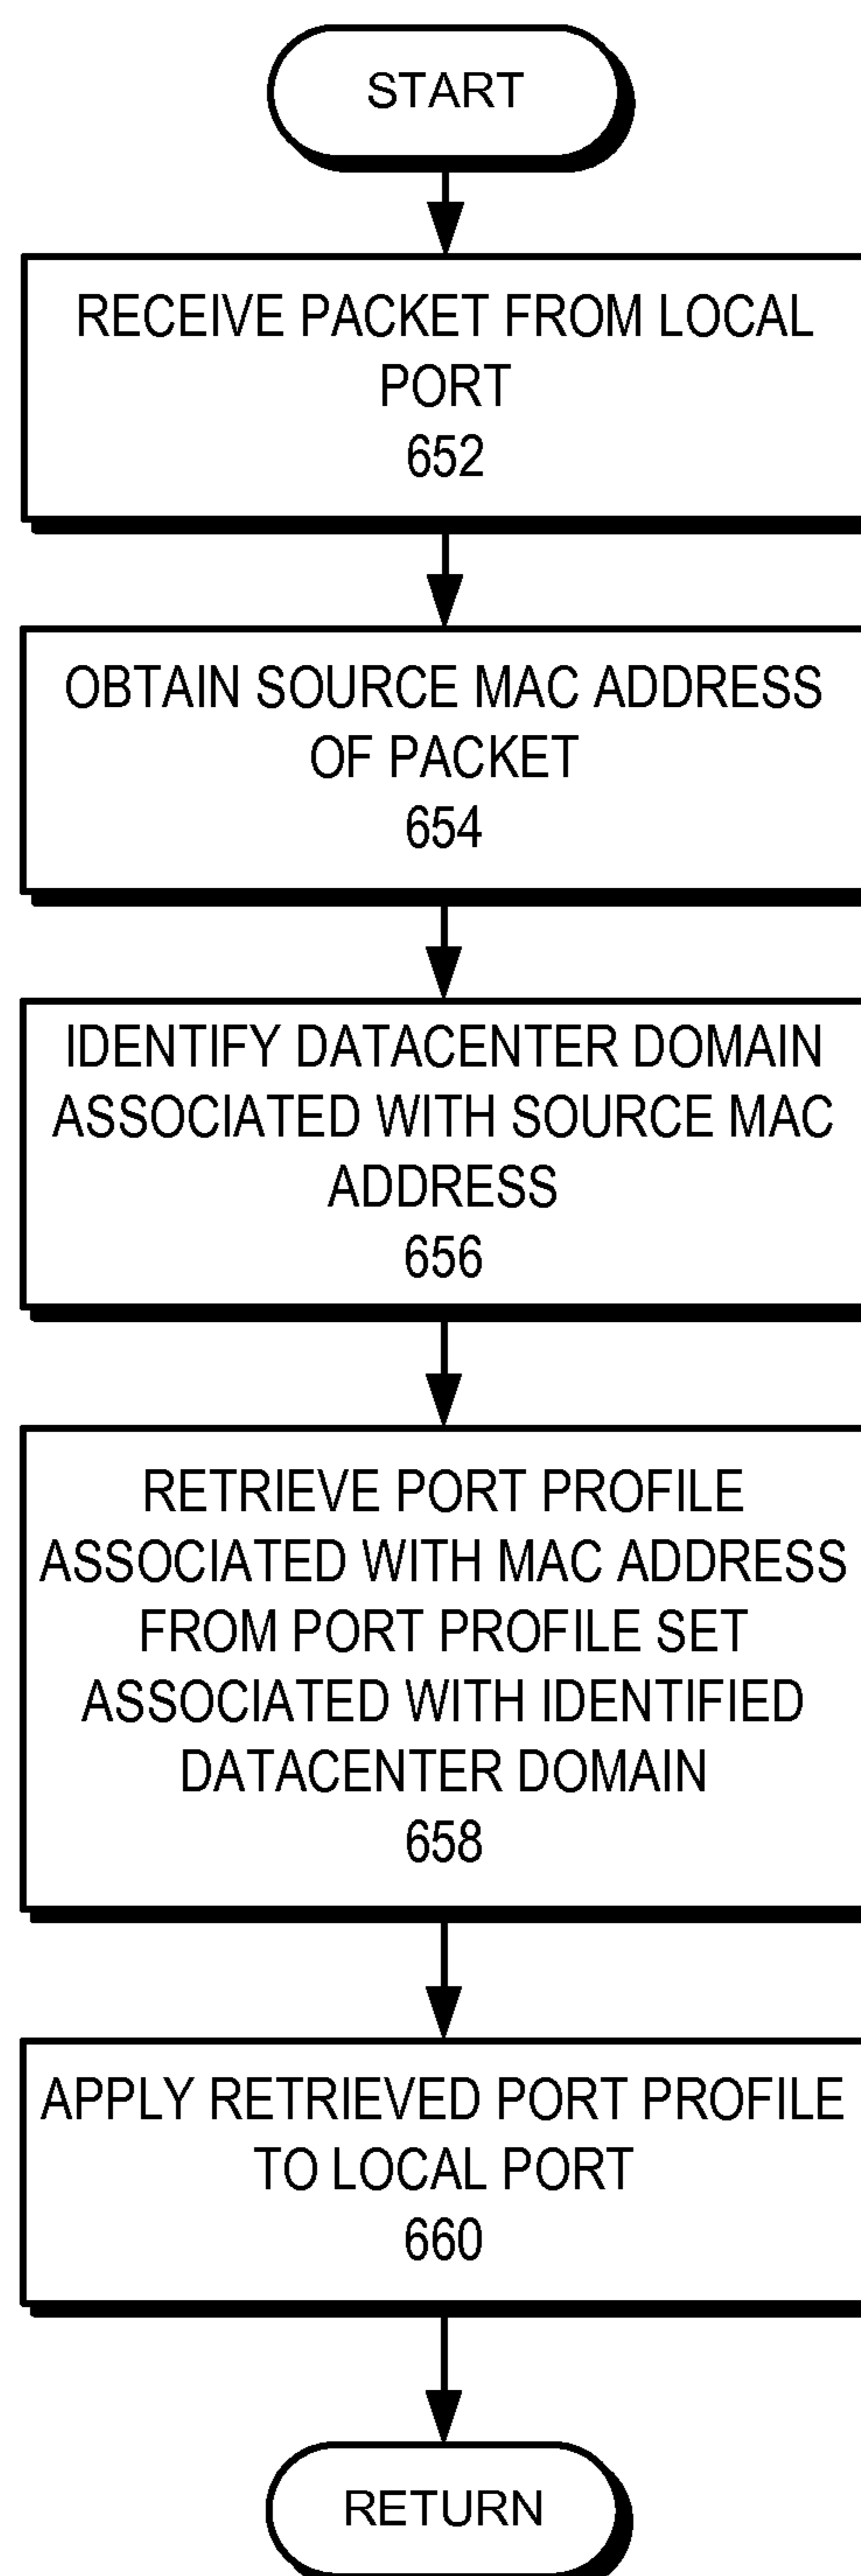 START
RECEIVE PACKET FROM LOCAL
PORT
652
OBTAIN SOURCE MAC ADDRESS
OF PACKET
654
IDENTIFY DATACENTER DOMAIN
ASSOCIATED WITH SOURCE MAC
ADDRESS
656
RETRIEVE PORT PROFILE
ASSOCIATED WITH MAC ADDRESS
FROM PORT PROFILE SET
ASSOCIATED WITH IDENTIFIED
DATACENTER DOMAIN
658
APPLY RETRIEVED PORT PROFILE
TO LOCAL PORT
660
RETURN